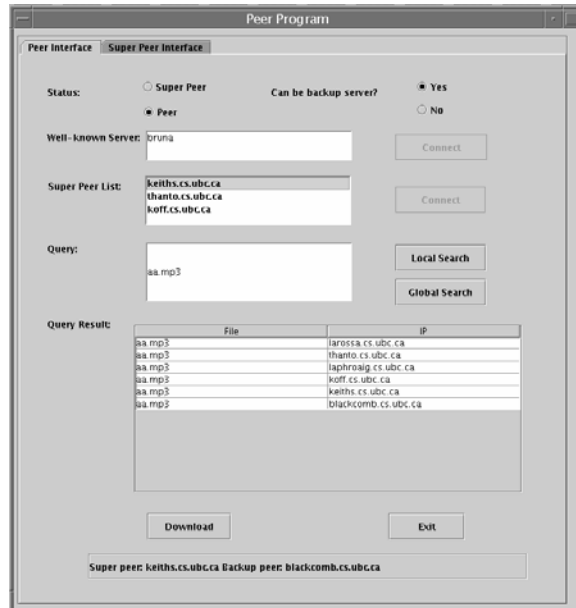 Peer Program
Peer Interface Super Peer Interface
Status: Super Peer Can be backup server? Yes
Peer No
Well-known Server: bruna Connect
Super Peer List: keiths.cs.ubc.ca
thanto.cs.ubc.ca Connect
koff.cs.ubc.ca
Query: Local Search
aa.mp3
Global Search
Query Result: File IP
aa.mp3 larossa.cs.ubc.ca
aa.mp3 thanto.cs.ubc.ca
aa.mp3 laphroaig.cs.ubc.ca
aa.mp3 koff.cs.ubc.ca
aa.mp3 keiths.cs.ubc.ca
aa.mp3 blackcomb.cs.ubc.ca
Download Exit
Super peer: keiths.cs.ubc.ca Backup peer: blackcomb.cs.ubc.ca